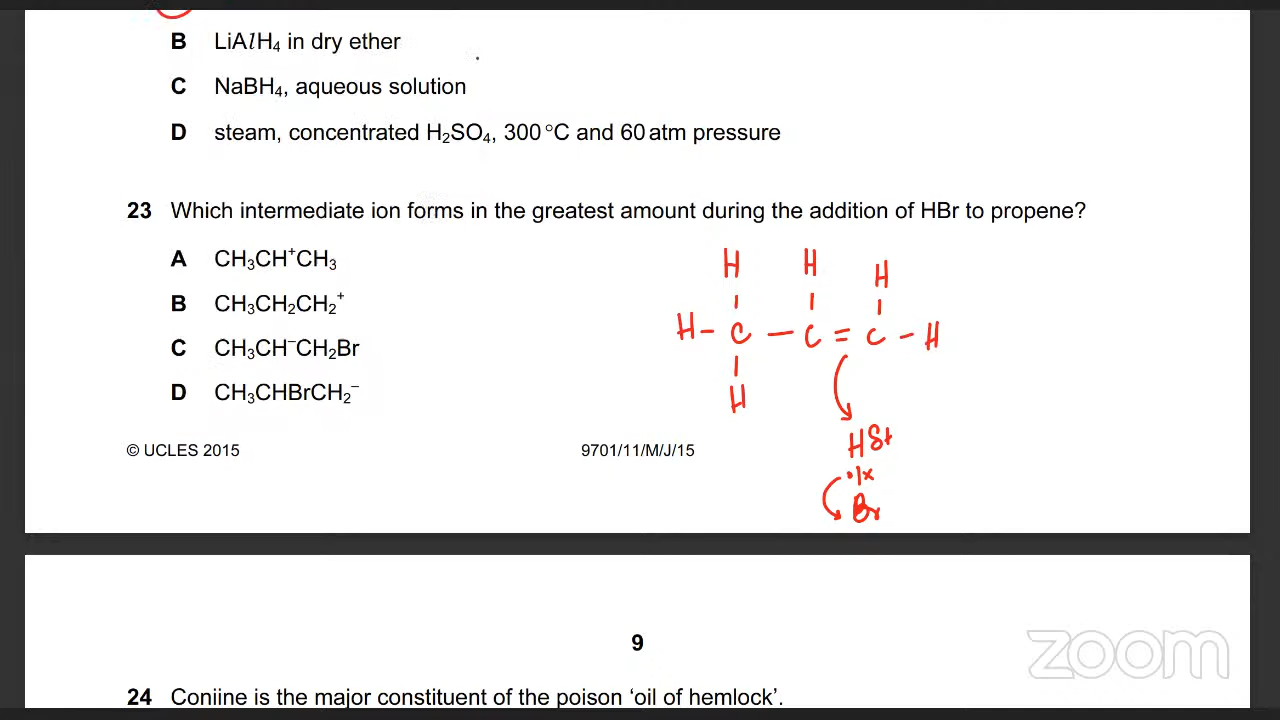 B LiAlH₄ in dry ether
C NaBH₄, aqueous solution
D steam, concentrated H₂SO₄, 300 °C and 60 atm pressure
23 Which intermediate ion forms in the greatest amount during the addition of HBr to propene?
A CH₃CH⁺CH₃
B CH₃CH₂CH₂⁺
C CH₃CH⁻CH₂Br
D CH₃CHBrCH₂⁻
H H H
H – C — C = C – H
H
H δ+
Br
© UCLES 2015 9701/11/M/J/15
9
zoom
24 Coniine is the major constituent of the poison ‘oil of hemlock’.